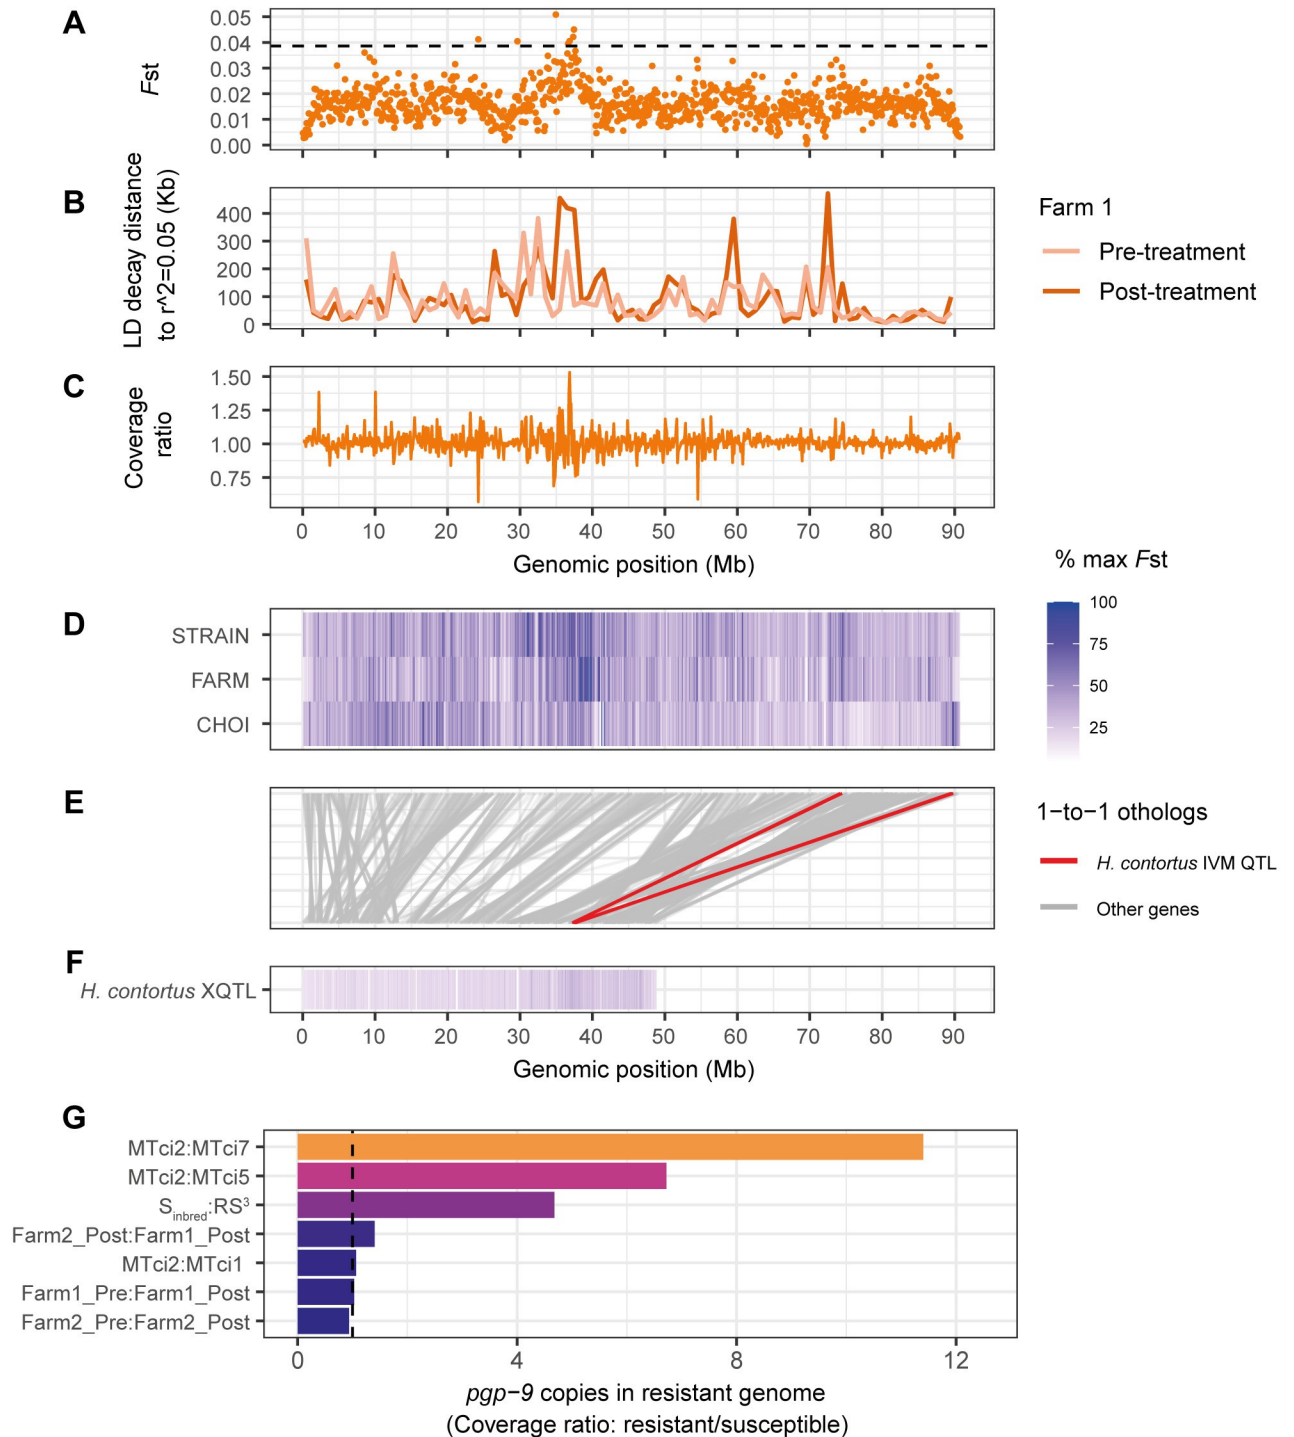 A
Fst
0.05
0.04
0.03
0.02
0.01
0.00
B
LD decay distance
to r^2=0.05 (Kb)
400
300
200
100
0
Farm 1
Pre-treatment
Post-treatment
C
Coverage
ratio
1.50
1.25
1.00
0.75
0 10 20 30 40 50 60 70 80 90
Genomic position (Mb)
D
STRAIN
FARM
CHOI
% max Fst
100
75
50
25
E
1−to−1 othologs
H. contortus IVM QTL
Other genes
F
H. contortus XQTL
0 10 20 30 40 50 60 70 80 90
Genomic position (Mb)
G
MTci2:MTci7
MTci2:MTci5
Sinbred:RS³
Farm2_Post:Farm1_Post
MTci2:MTci1
Farm1_Pre:Farm1_Post
Farm2_Pre:Farm2_Post
0 4 8 12
pgp−9 copies in resistant genome
(Coverage ratio: resistant/susceptible)